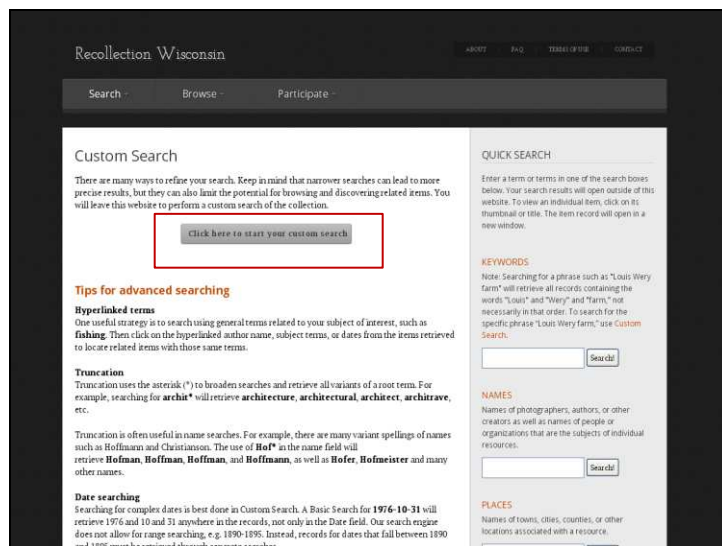 Recollection Wisconsin
ABOUT FAQ TERMS OF USE CONTACT
Search Browse Participate
Custom Search
There are many ways to refine your search. Keep in mind that narrower searches can lead to more
precise results, but they can also limit the potential for browsing and discovering related items. You
will leave this website to perform a custom search of the collection.
Click here to start your custom search
Tips for advanced searching
Hyperlinked terms
One useful strategy is to search using general terms related to your subject of interest, such as
fishing. Then click on the hyperlinked author name, subject terms, or dates from the items retrieved
to locate related items with those same terms.
Truncation
Truncation uses the asterisk (*) to broaden searches and retrieve all variants of a root term. For
example, searching for archit* will retrieve architecture, architectural, architect, architrave,
etc.
Truncation is often useful in name searches. For example, there are many variant spellings of names
such as Hoffmann and Christianson. The use of Hof* in the name field will
retrieve Hofman, Hoffman, Hoffman, and Hoffmann, as well as Hofer, Hofmeister and many
other names.
Date searching
Searching for complex dates is best done in Custom Search. A Basic Search for 1976-10-31 will
retrieve 1976 and 10 and 31 anywhere in the records, not only in the Date field. Our search engine
does not allow for range searching, e.g. 1890-1895. Instead, records for dates that fall between 1890
and 1895 must be retrieved through separate searches.
QUICK SEARCH
Enter a term or terms in one of the search boxes
below. Your search results will open outside of this
website. To view an individual item, click on its
thumbnail or title. The item record will open in a
new window.
KEYWORDS
Note: Searching for a phrase such as "Louis Wery
farm" will retrieve all records containing the
words "Louis" and "Wery" and "farm," not
necessarily in that order. To search for the
specific phrase "Louis Wery farm," use Custom
Search.
Search!
NAMES
Names of photographers, authors, or other
creators as well as names of people or
organizations that are the subjects of individual
resources.
Search!
PLACES
Names of towns, cities, counties, or other
locations associated with a resource.